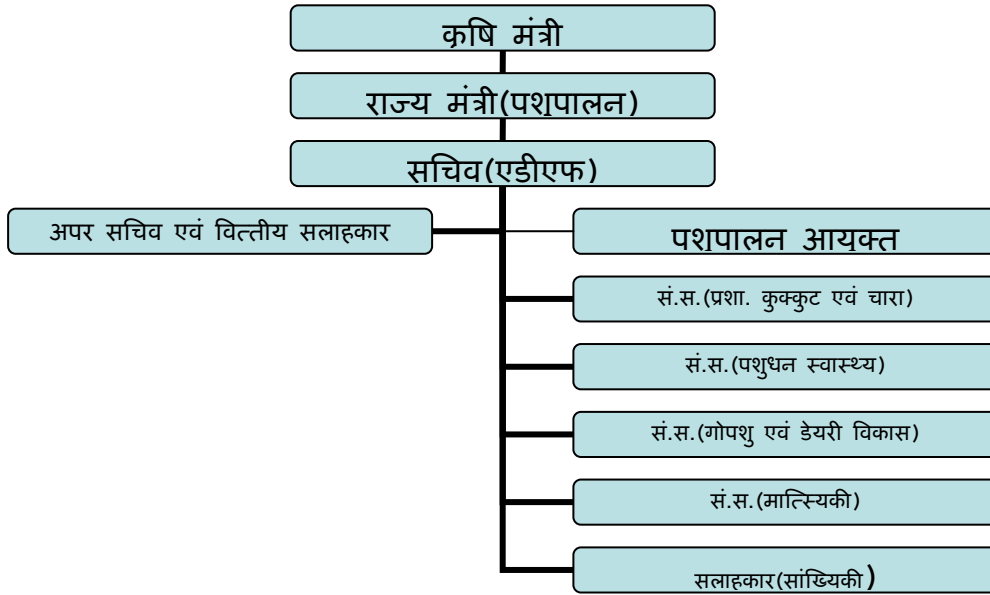 कृषि मंत्री
राज्य मंत्री(पशुपालन)
सचिव(एडीएफ)
अपर सचिव एवं वित्तीय सलाहकार
पशुपालन आयुक्त
सं.स.(प्रशा. कुक्कुट एवं चारा)
सं.स.(पशुधन स्वास्थ्य)
सं.स.(गोपशु एवं डेयरी विकास)
सं.स.(मात्स्यिकी)
सलाहकार(सांख्यिकी)